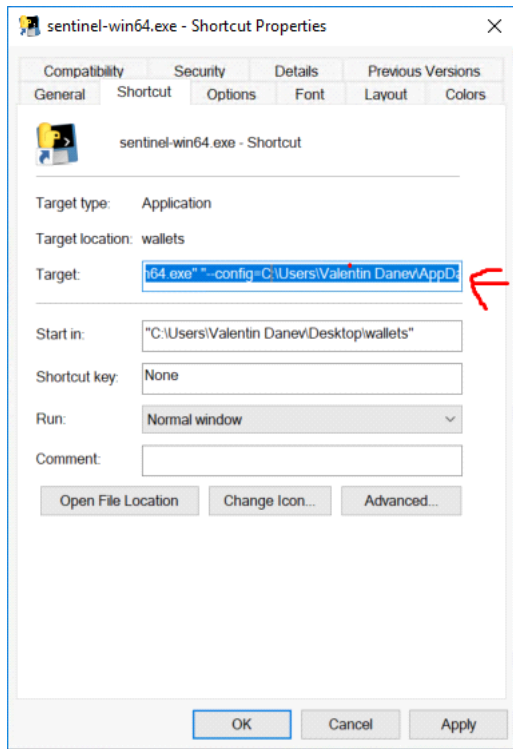 sentinel-win64.exe - Shortcut Properties
Compatibility Security Details Previous Versions
General Shortcut Options Font Layout Colors
sentinel-win64.exe - Shortcut
Target type: Application
Target location: wallets
Target: n64.exe" "--config=C:\Users\Valentin Danev\AppDa
Start in: "C:\Users\Valentin Danev\Desktop\wallets"
Shortcut key: None
Run: Normal window
Comment:
Open File Location Change Icon... Advanced...
OK Cancel Apply